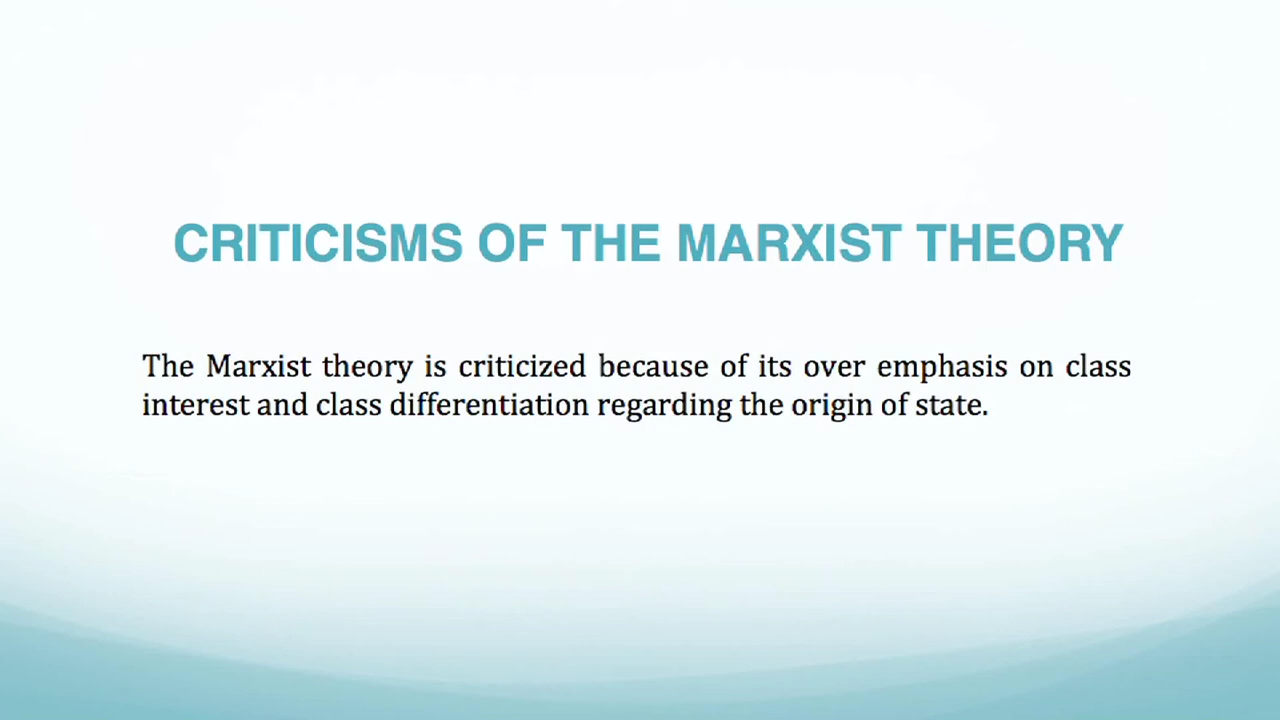 CRITICISMS OF THE MARXIST THEORY
The Marxist theory is criticized because of its over emphasis on class
interest and class differentiation regarding the origin of state.